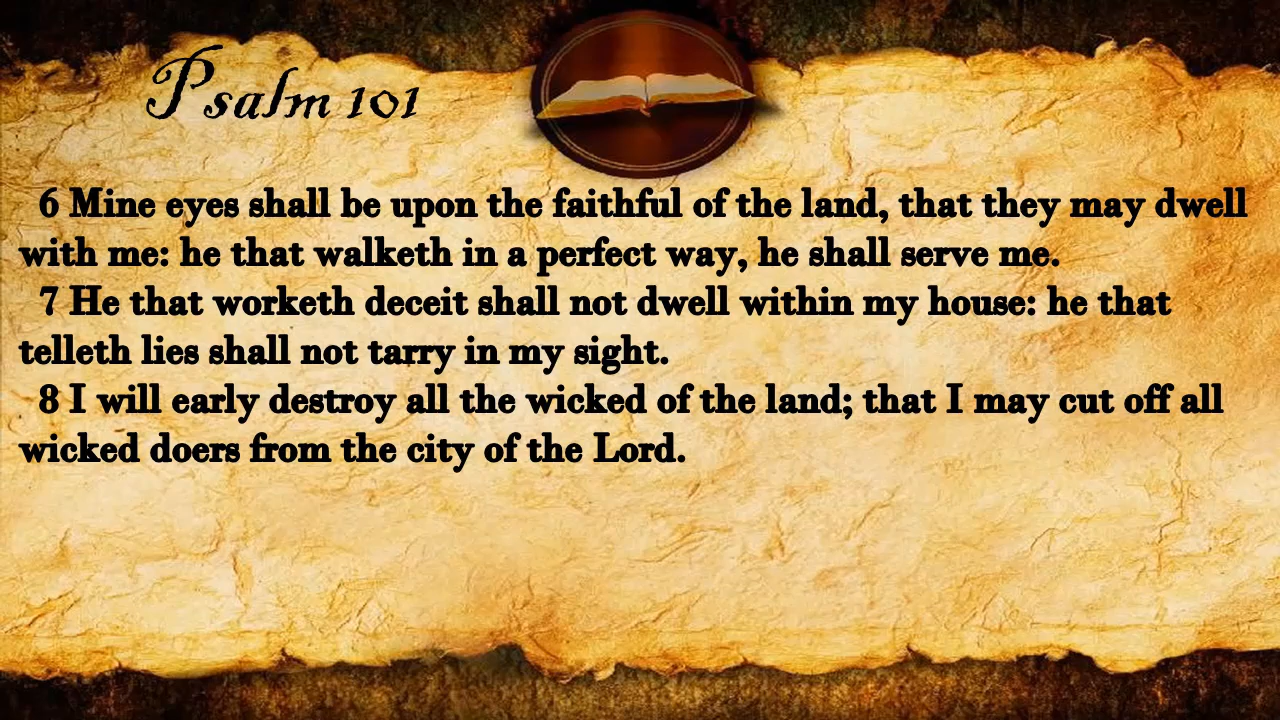 Psalm 101
6 Mine eyes shall be upon the faithful of the land, that they may dwell
with me: he that walketh in a perfect way, he shall serve me.
7 He that worketh deceit shall not dwell within my house: he that
telleth lies shall not tarry in my sight.
8 I will early destroy all the wicked of the land; that I may cut off all
wicked doers from the city of the Lord.